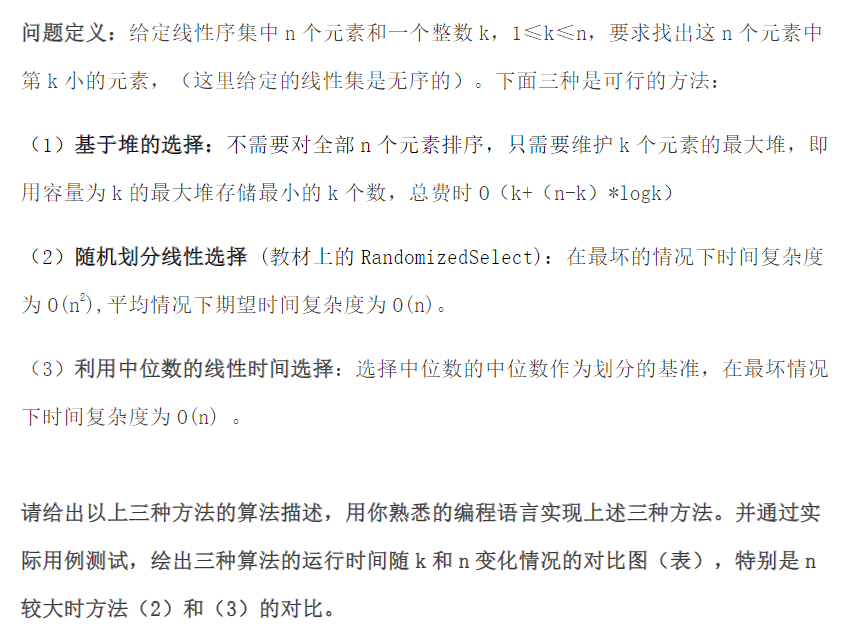 问题定义：给定线性序集中 n 个元素和一个整数 k，1≤k≤n，要求找出这 n 个元素中
第 k 小的元素，（这里给定的线性集是无序的）。下面三种是可行的方法：
（1）基于堆的选择：不需要对全部 n 个元素排序，只需要维护 k 个元素的最大堆，即
用容量为 k 的最大堆存储最小的 k 个数，总费时 O（k+（n-k）*logk）
（2）随机划分线性选择 (教材上的 RandomizedSelect)：在最坏的情况下时间复杂度
为 O(n²),平均情况下期望时间复杂度为 O(n)。
（3）利用中位数的线性时间选择：选择中位数的中位数作为划分的基准，在最坏情况
下时间复杂度为 O(n) 。
请给出以上三种方法的算法描述，用你熟悉的编程语言实现上述三种方法。并通过实
际用例测试，绘出三种算法的运行时间随 k 和 n 变化情况的对比图（表），特别是 n
较大时方法（2）和（3）的对比。